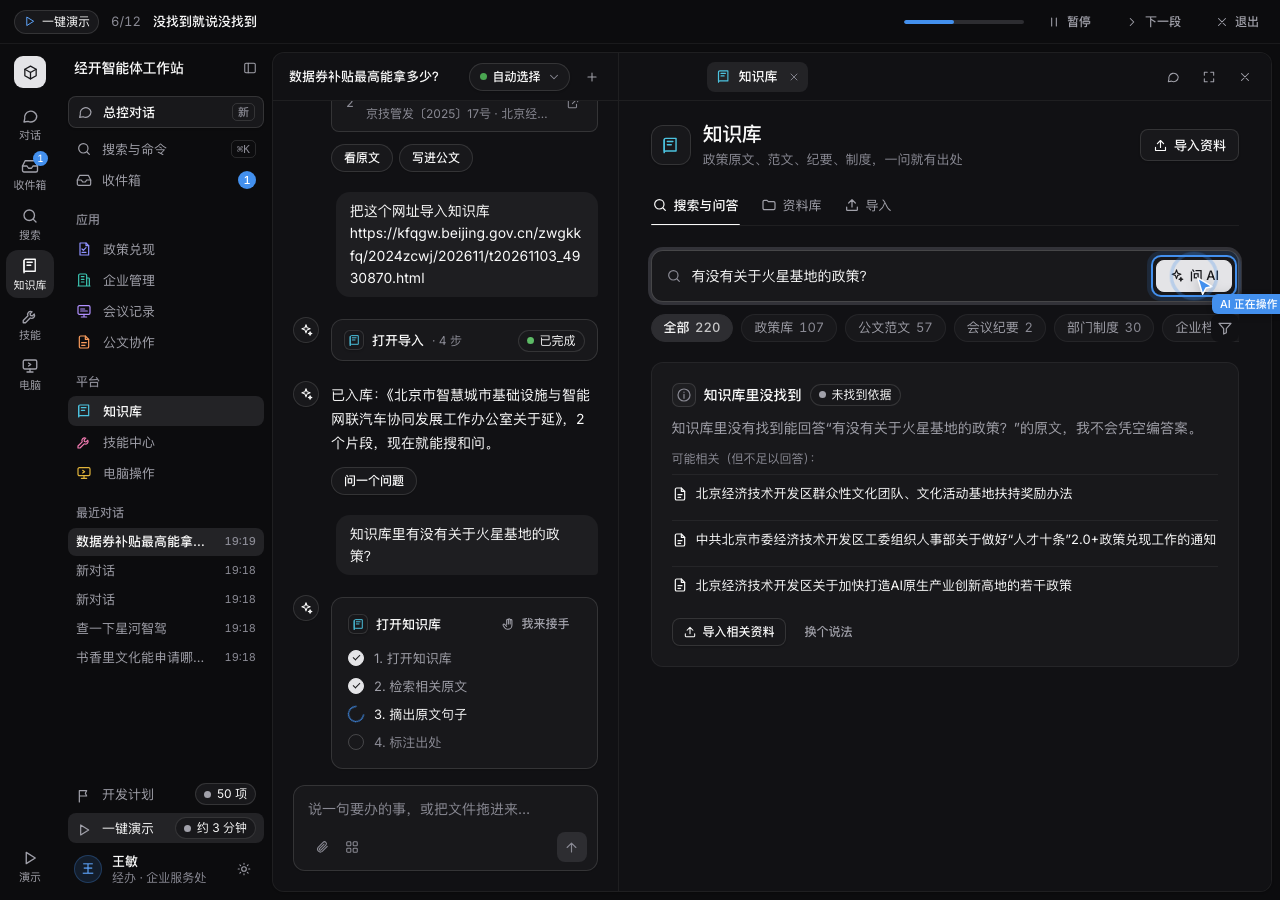 一键演示
6/12
没找到就说没找到
暂停
下一段
退出
对话
1
收件箱
搜索
知识库
技能
电脑
演示
经开智能体工作站
总控对话
新
搜索与命令
⌘K
收件箱
1
应用
政策兑现
企业管理
会议记录
公文协作
平台
知识库
技能中心
电脑操作
最近对话
数据券补贴最高能拿...
19:19
新对话
19:18
新对话
19:18
查一下星河智驾
19:18
书香里文化能申请哪...
19:18
开发计划
50 项
一键演示
约 3 分钟
王
王敏
经办 · 企业服务处
数据券补贴最高能拿多少?
自动选择
2
京技管发〔2025〕17号 · 北京经...
看原文
写进公文
把这个网址导入知识库
https://kfqgw.beijing.gov.cn/zwgkk
fq/2024zcwj/202611/t20261103_49
30870.html
打开导入
· 4 步
已完成
已入库：《北京市智慧城市基础设施与智能
网联汽车协同发展工作办公室关于延》，2
个片段，现在就能搜和问。
问一个问题
知识库里有没有关于火星基地的政
策?
打开知识库
我来接手
1. 打开知识库
2. 检索相关原文
3. 摘出原文句子
4. 标注出处
说一句要办的事，或把文件拖进来...
知识库
知识库
政策原文、范文、纪要、制度，一问就有出处
导入资料
搜索与问答
资料库
导入
有没有关于火星基地的政策?
问 AI
AI 正在操作
全部 220
政策库 107
公文范文 57
会议纪要 2
部门制度 30
企业档
知识库里没找到
未找到依据
知识库里没有找到能回答“有没有关于火星基地的政策？”的原文，我不会凭空编答案。
可能相关（但不足以回答）：
北京经济技术开发区群众性文化团队、文化活动基地扶持奖励办法
中共北京市委经济技术开发区工委组织人事部关于做好“人才十条”2.0+政策兑现工作的通知
北京经济技术开发区关于加快打造AI原生产业创新高地的若干政策
导入相关资料
换个说法